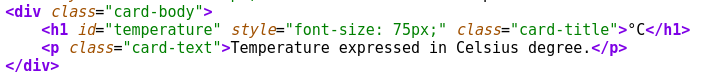 <div class="card-body">
<h1 id="temperature" style="font-size: 75px;" class="card-title">°C</h1>
<p class="card-text">Temperature expressed in Celsius degree.</p>
</div>